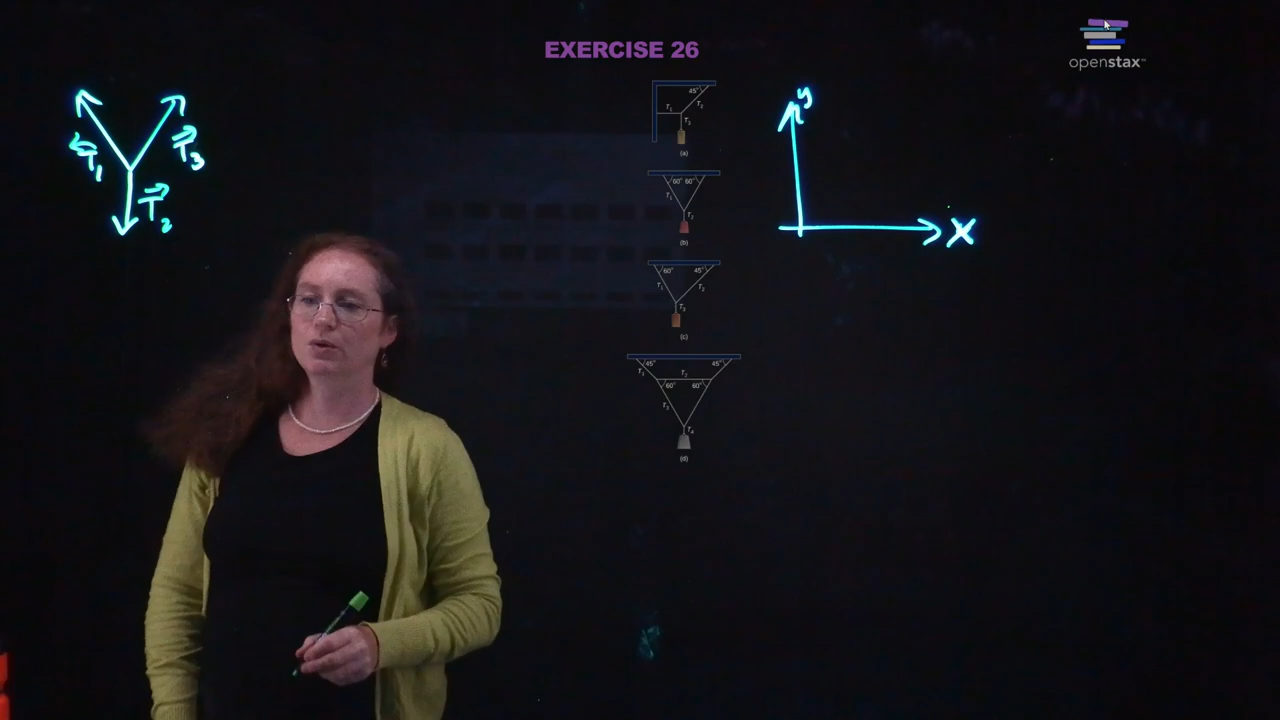 EXERCISE 26
openstax™
T₁
T₃
T₂
y
x
45°
T₁
T₂
T₃
(a)
60° 60°
T₁
T₂
(b)
60° 45°
T₁
T₂
T₃
(c)
45° 45°
T₁
T₂
60° 60°
T₃
T₄
(d)